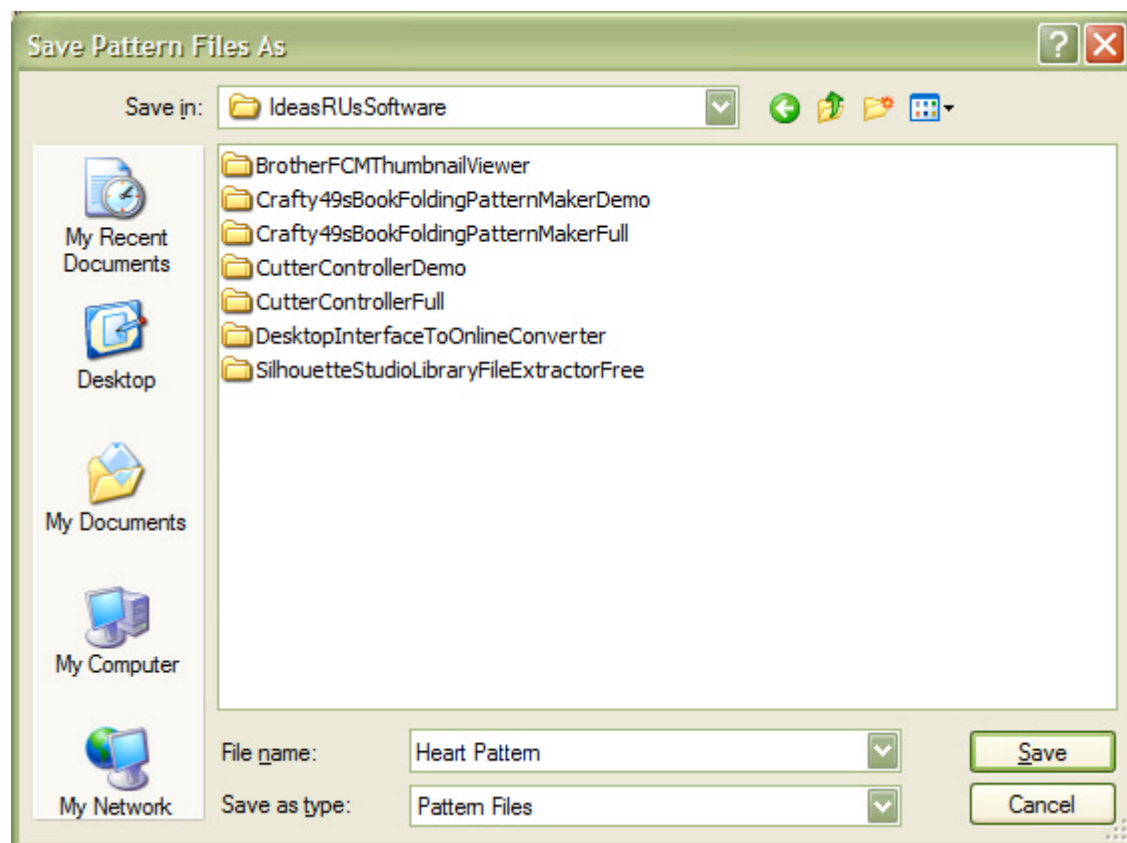 Save Pattern Files As
Save in: IdeasRUsSoftware
My Recent
Documents
Desktop
My Documents
My Computer
My Network
BrotherFCMThumbnailViewer
Crafty49sBookFoldingPatternMakerDemo
Crafty49sBookFoldingPatternMakerFull
CutterControllerDemo
CutterControllerFull
DesktopInterfaceToOnlineConverter
SilhouetteStudioLibraryFileExtractorFree
File name: Heart Pattern Save
Save as type: Pattern Files Cancel